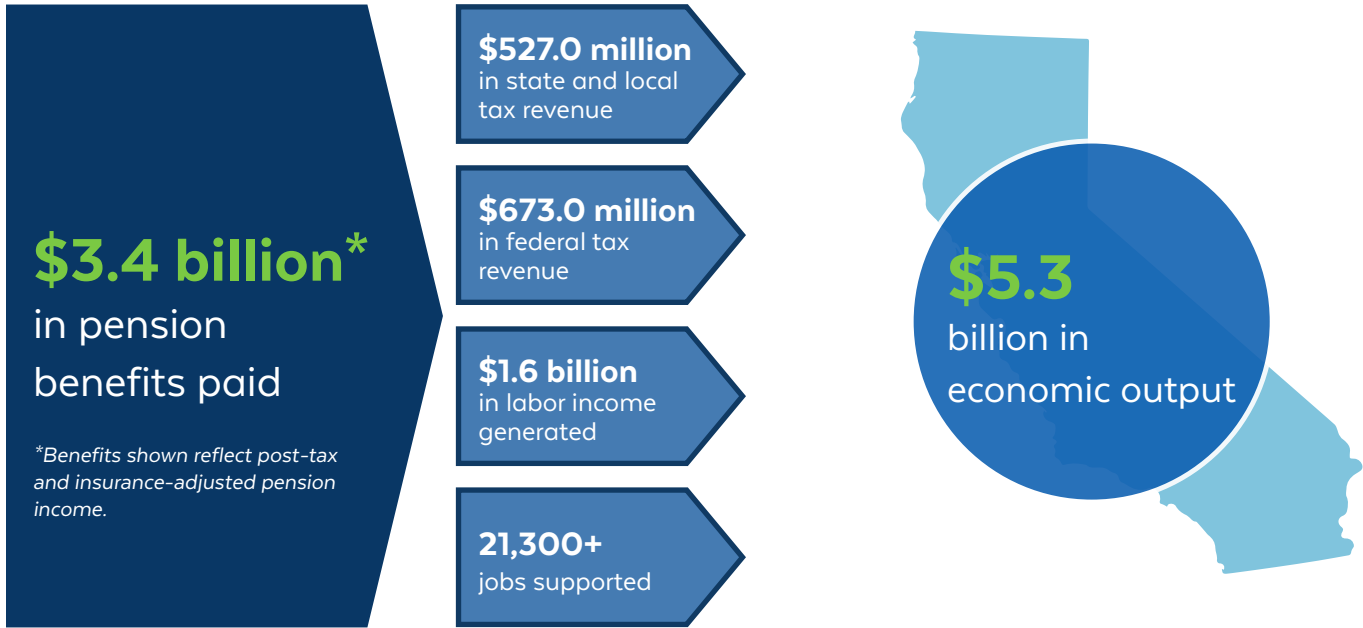 $3.4 billion*
in pension
benefits paid
*Benefits shown reflect post-tax
and insurance-adjusted pension
income.
$527.0 million
in state and local
tax revenue
$673.0 million
in federal tax
revenue
$1.6 billion
in labor income
generated
21,300+
jobs supported
$5.3
billion in
economic output